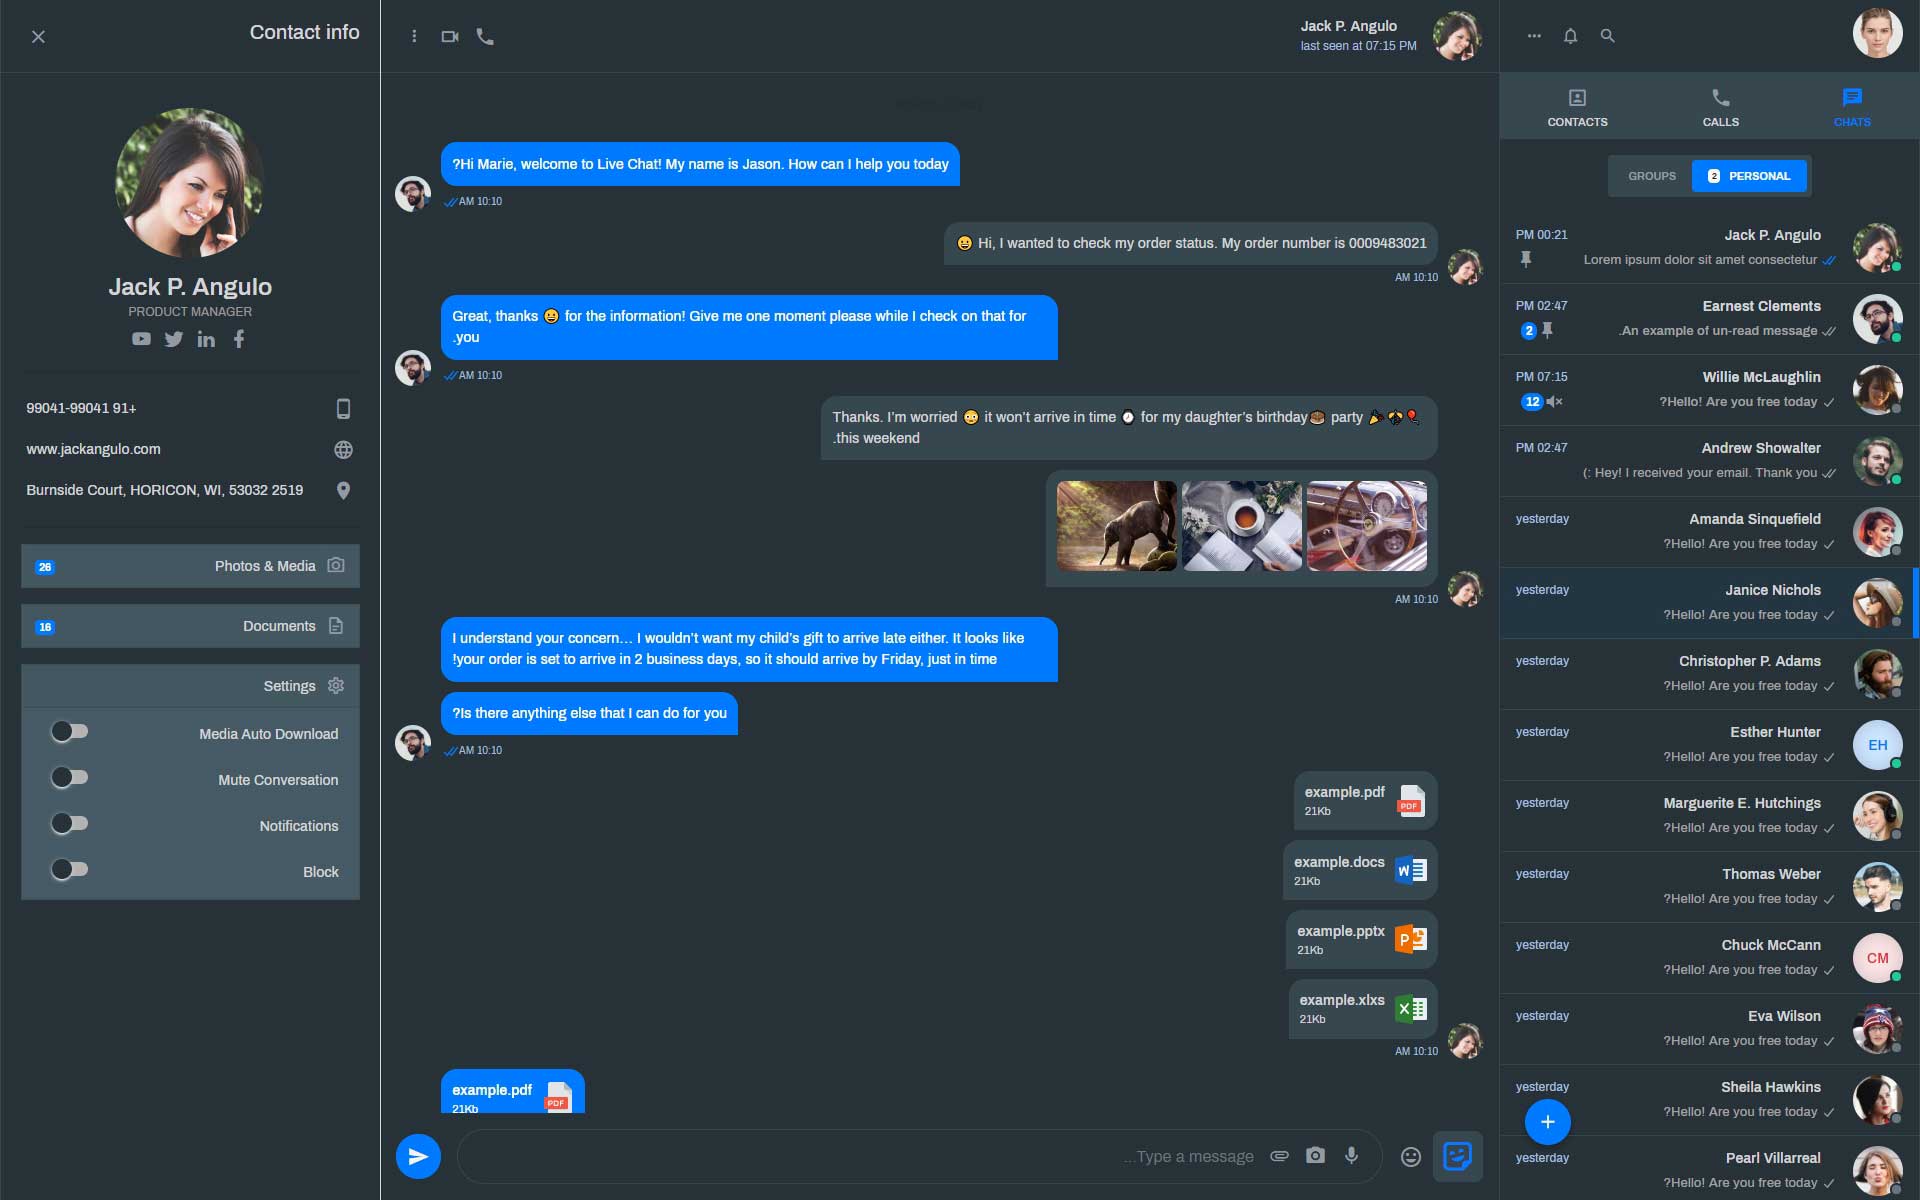 Contact info
Jack P. Angulo
PRODUCT MANAGER
99041-99041 91+
www.jackangulo.com
Burnside Court, HORICON, WI, 53032 2519
Photos & Media
26
Documents
16
Settings
Media Auto Download
Mute Conversation
Notifications
Block
Jack P. Angulo
last seen at 07:15 PM
?Hi Marie, welcome to Live Chat! My name is Jason. How can I help you today
AM 10:10
😀 Hi, I wanted to check my order status. My order number is 0009483021
AM 10:10
Great, thanks 😀 for the information! Give me one moment please while I check on that for
.you
AM 10:10
Thanks. I'm worried 😳 it won't arrive in time ⌚ for my daughter's birthday🎂 party 🎉🎊🎈
.this weekend
AM 10:10
I understand your concern... I wouldn't want my child's gift to arrive late either. It looks like
!your order is set to arrive in 2 business days, so it should arrive by Friday, just in time
?Is there anything else that I can do for you
AM 10:10
example.pdf
21Kb
PDF
example.docs
21Kb
W
example.pptx
21Kb
P
example.xlxs
21Kb
X
AM 10:10
example.pdf
21Kb
PDF
...Type a message
CONTACTS
CALLS
CHATS
GROUPS
2 PERSONAL
PM 00:21
Jack P. Angulo
Lorem ipsum dolor sit amet consectetur
PM 02:47
Earnest Clements
2
.An example of un-read message
PM 07:15
Willie McLaughlin
12
?Hello! Are you free today
PM 02:47
Andrew Showalter
(: Hey! I received your email. Thank you
yesterday
Amanda Sinquefield
?Hello! Are you free today
yesterday
Janice Nichols
?Hello! Are you free today
yesterday
Christopher P. Adams
?Hello! Are you free today
yesterday
Esther Hunter
EH
?Hello! Are you free today
yesterday
Marguerite E. Hutchings
?Hello! Are you free today
yesterday
Thomas Weber
?Hello! Are you free today
yesterday
Chuck McCann
CM
?Hello! Are you free today
yesterday
Eva Wilson
?Hello! Are you free today
yesterday
Sheila Hawkins
?Hello! Are you free today
yesterday
Pearl Villarreal
?Hello! Are you free today